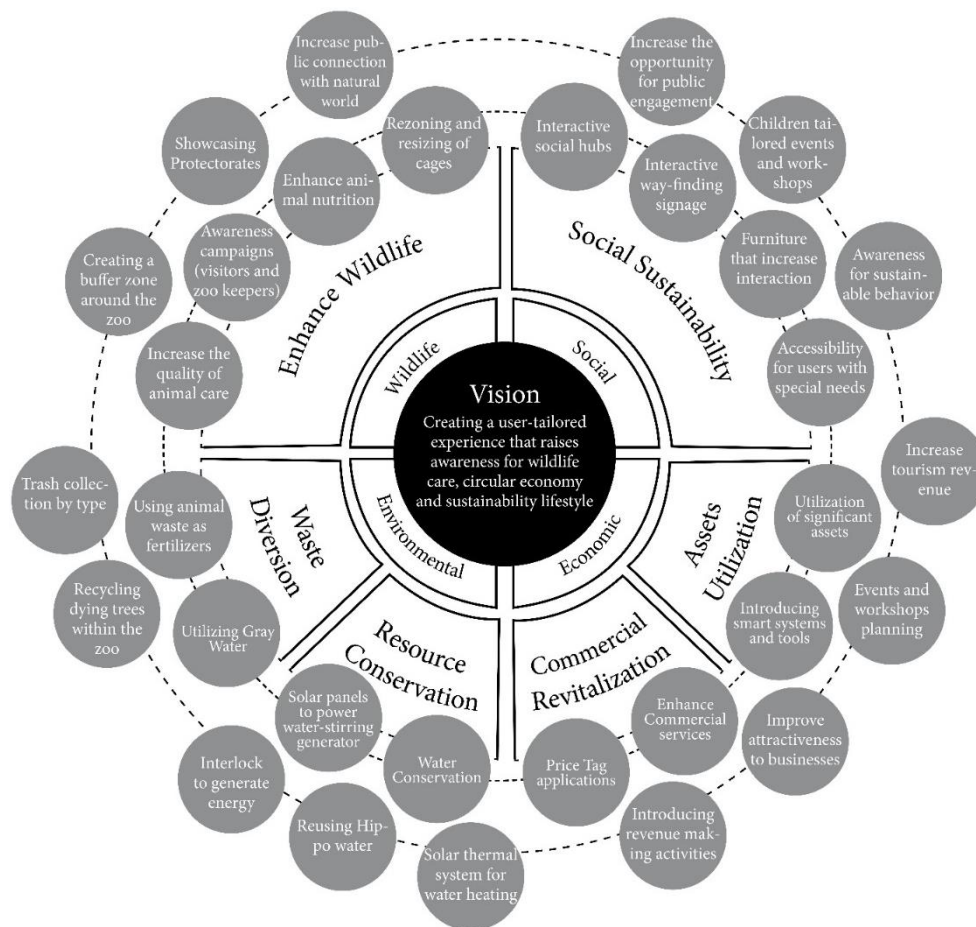 Increase pub-
lic connection
with natural
world
Increase the
opportunity
for public
engagement
Showcasing
Protectorates
Enhance ani-
mal nutrition
Rezoning and
resizing of
cages
Interactive
social hubs
Interactive
way-finding
signage
Children tai-
lored events
and work-
shops
Creating a
buffer zone
around the
zoo
Awareness
campaigns
(visitors and
zoo keepers)
Furniture
that increase
interaction
Awareness
for sustain-
able behavior
Increase the
quality of
animal care
Accessibility
for users with
special needs
Enhance Wildlife
Social Sustainability
Wildlife
Social
Vision
Creating a user-tailored
experience that raises
awareness for wildlife
care, circular economy
and sustainability lifestyle
Environmental
Economic
Waste
Diversion
Resource
Conservation
Commercial
Revitalization
Assets
Utilization
Trash collec-
tion by type
Using animal
waste as
fertilizers
Utilization
of significant
assets
Increase
tourism rev-
enue
Recycling
dying trees
within the
zoo
Utilizing Gray
Water
Introducing
smart systems
and tools
Events and
workshops
planning
Solar panels
to power
water-stirring
generator
Water
Conservation
Price Tag
applications
Enhance
Commercial
services
Improve
attractiveness
to businesses
Interlock
to generate
energy
Reusing Hip-
po water
Solar thermal
system for
water heating
Introducing
revenue mak-
ing activities